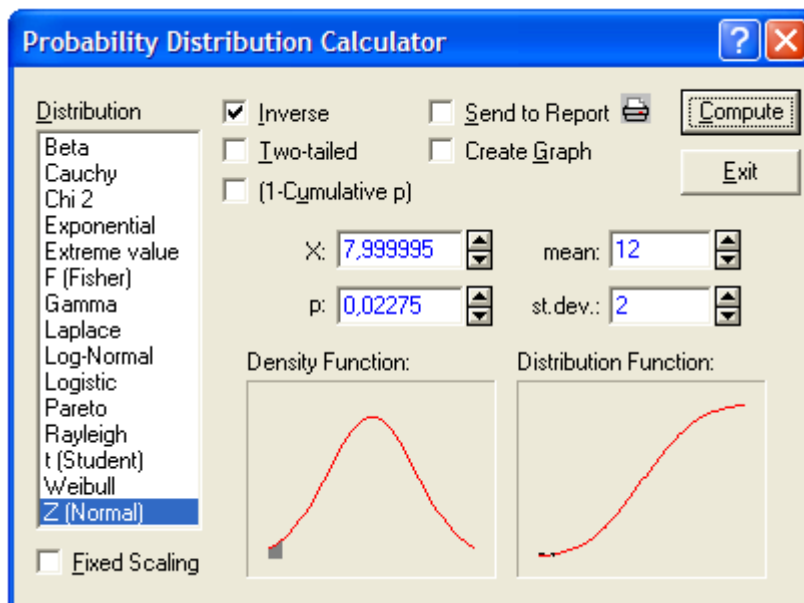 Probability Distribution Calculator
Distribution
Beta
Cauchy
Chi 2
Exponential
Extreme value
F (Fisher)
Gamma
Laplace
Log-Normal
Logistic
Pareto
Rayleigh
t (Student)
Weibull
Z (Normal)
Fixed Scaling
Inverse
Two-tailed
(1-Cumulative p)
Send to Report
Create Graph
Compute
Exit
X: 7,999995
mean: 12
p: 0,02275
st.dev.: 2
Density Function:
Distribution Function: